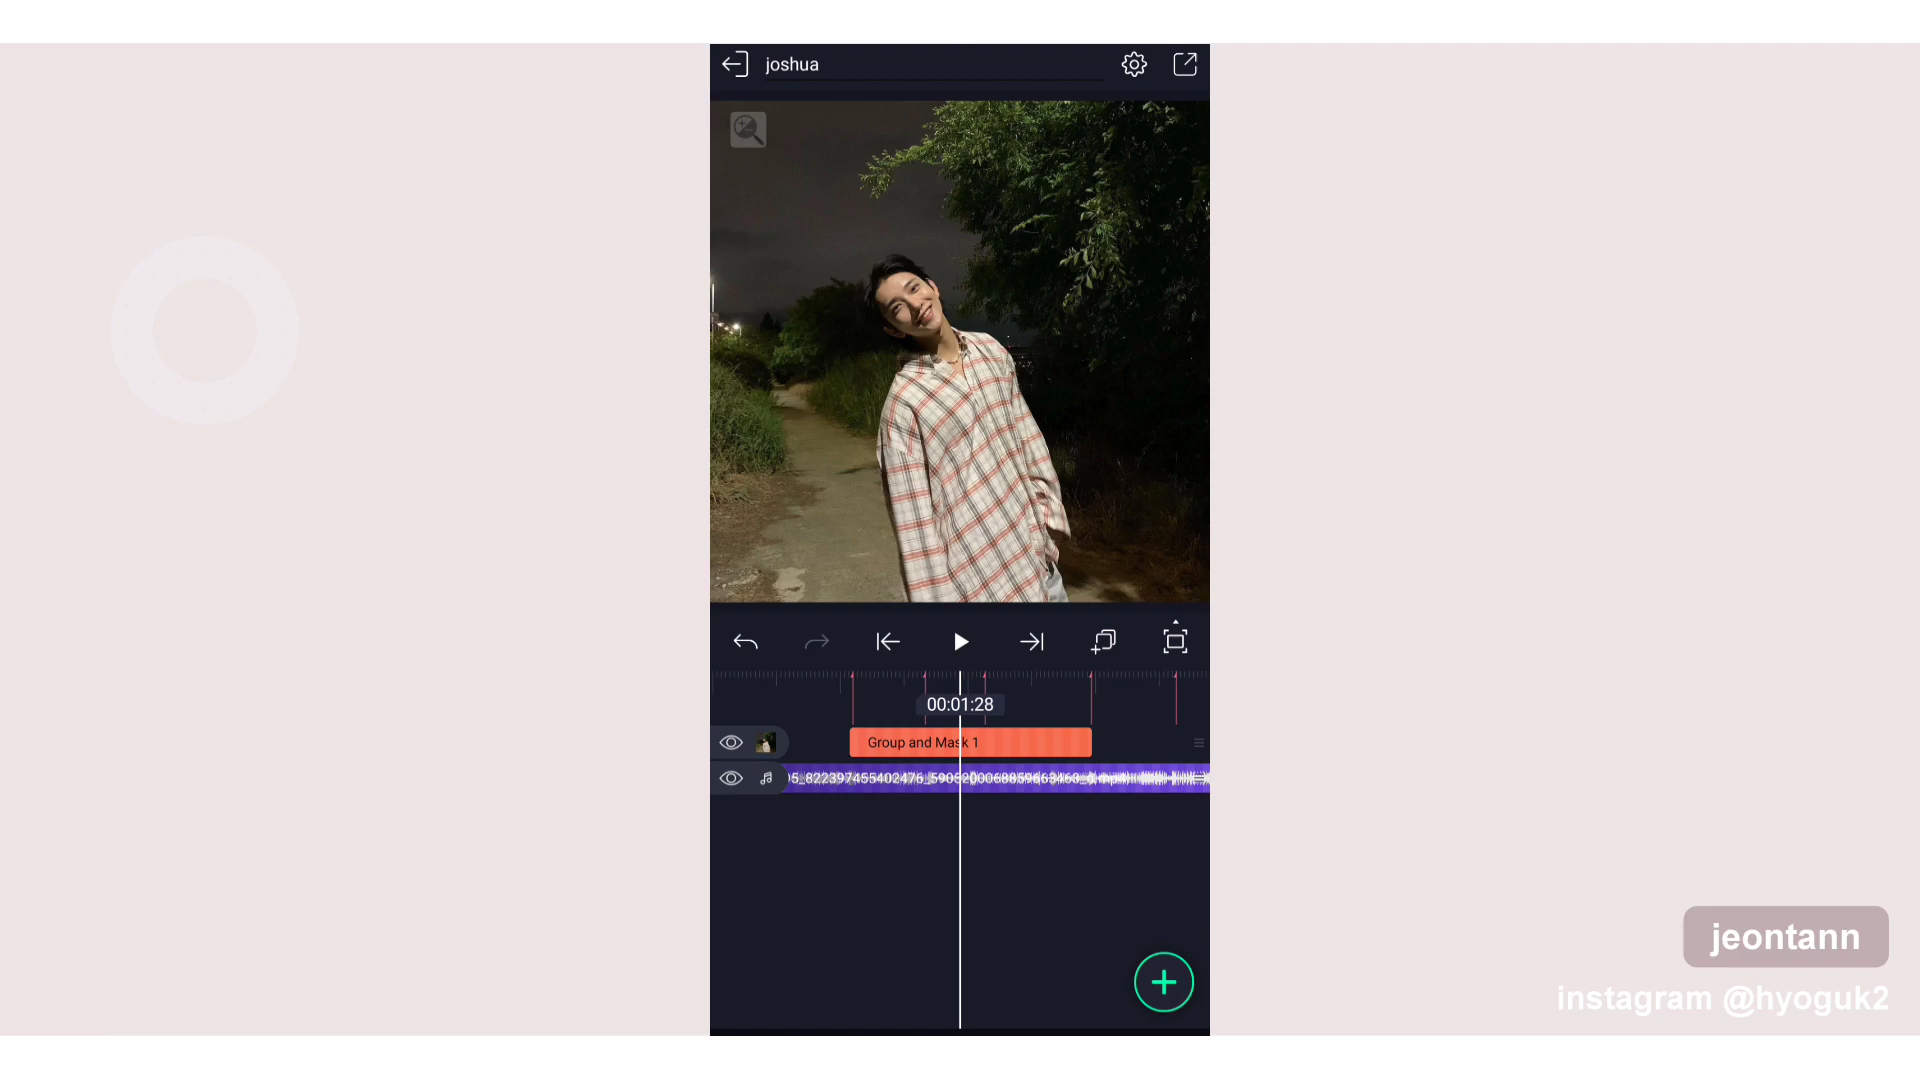 joshua
00:01:28
Group and Mask 1
jeontann
instagram @hyoguk2